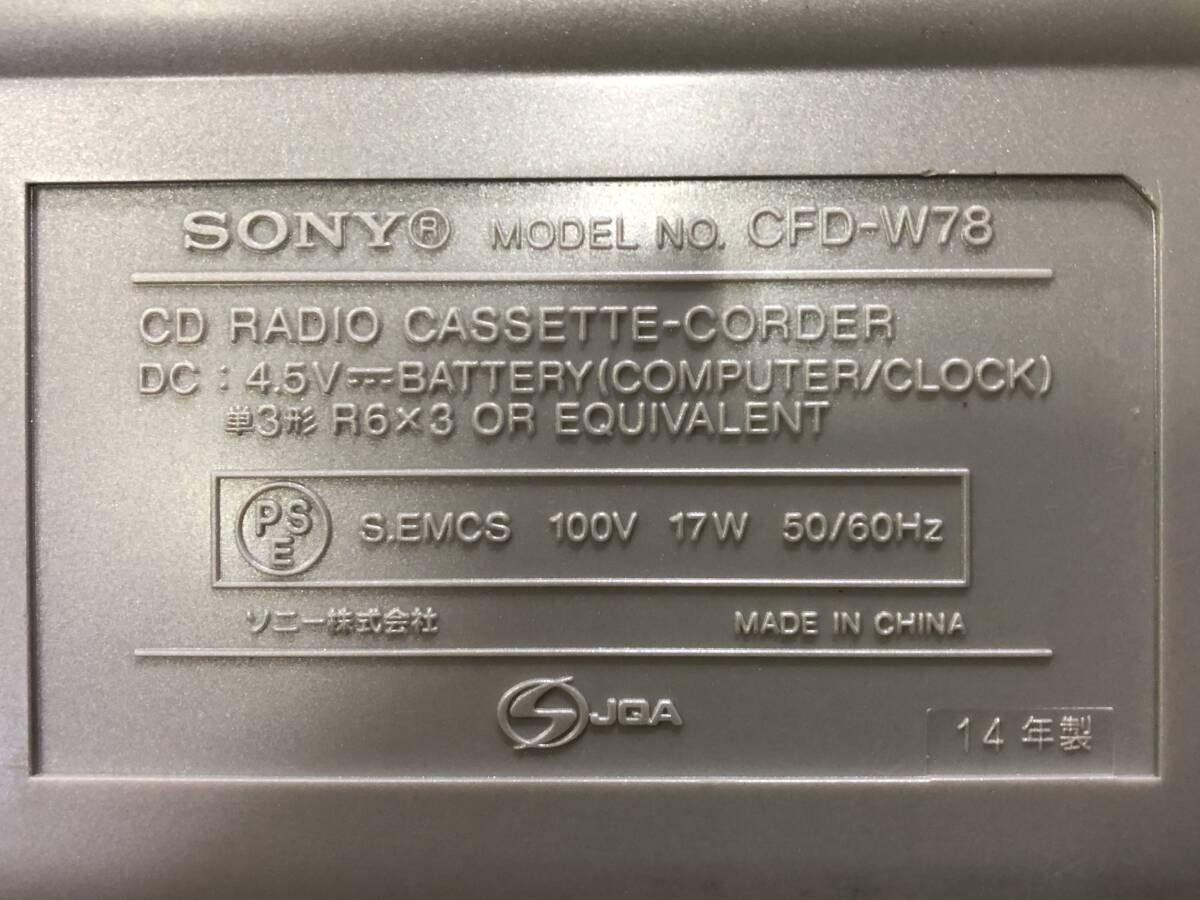 SONY® MODEL NO. CFD-W78
CD RADIO CASSETTE-CORDER
DC : 4.5V⎓BATTERY(COMPUTER/CLOCK)
単3形 R6×3 OR EQUIVALENT
PSE S.EMCS 100V 17W 50/60Hz
ソニー株式会社 MADE IN CHINA
S JQA
14年製